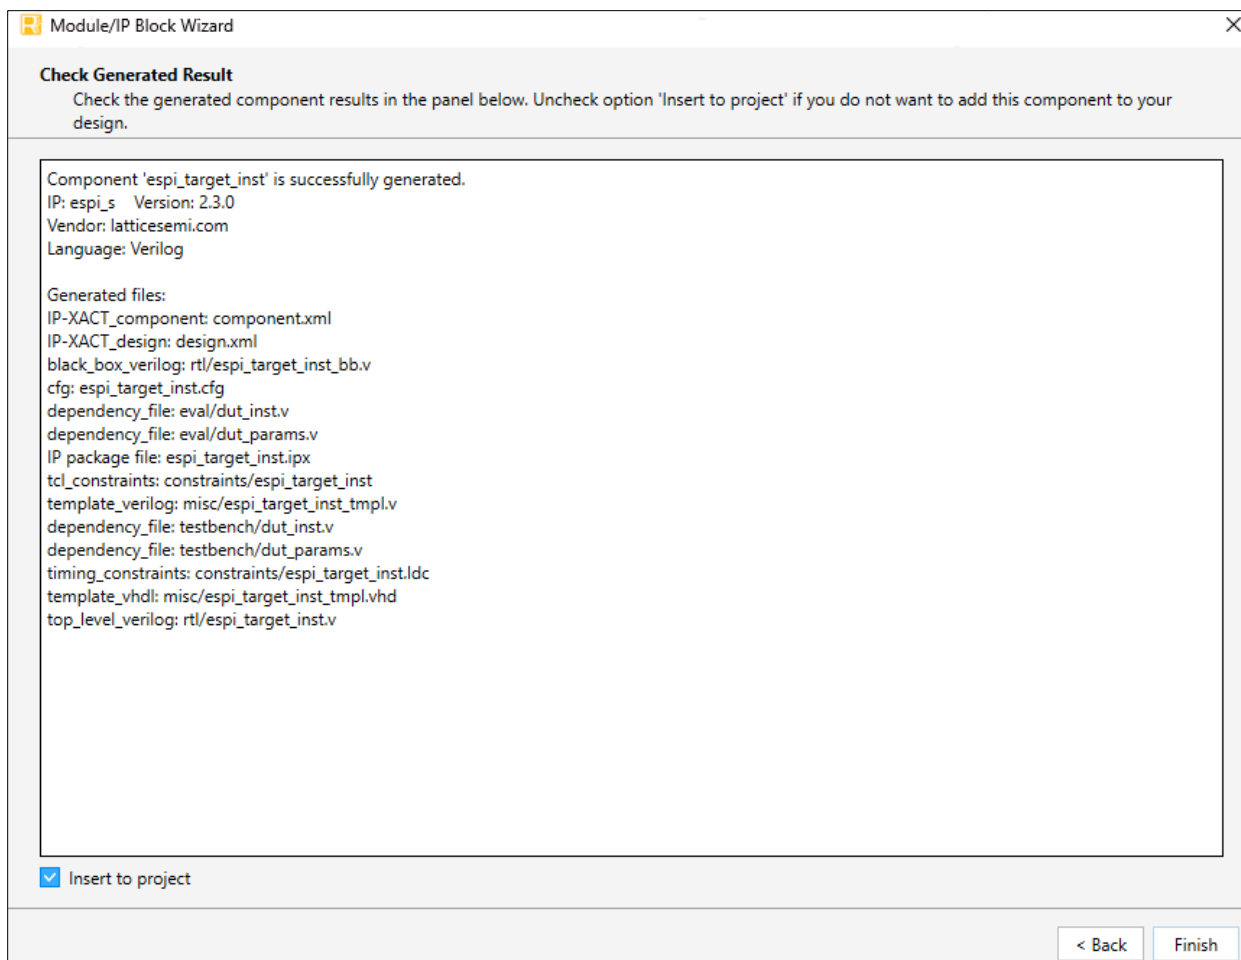 Module/IP Block Wizard
Check Generated Result
Check the generated component results in the panel below. Uncheck option 'Insert to project' if you do not want to add this component to your
design.
Component 'espi_target_inst' is successfully generated.
IP: espi_s    Version: 2.3.0
Vendor: latticesemi.com
Language: Verilog
Generated files:
IP-XACT_component: component.xml
IP-XACT_design: design.xml
black_box_verilog: rtl/espi_target_inst_bb.v
cfg: espi_target_inst.cfg
dependency_file: eval/dut_inst.v
dependency_file: eval/dut_params.v
IP package file: espi_target_inst.ipx
tcl_constraints: constraints/espi_target_inst
template_verilog: misc/espi_target_inst_tmpl.v
dependency_file: testbench/dut_inst.v
dependency_file: testbench/dut_params.v
timing_constraints: constraints/espi_target_inst.ldc
template_vhdl: misc/espi_target_inst_tmpl.vhd
top_level_verilog: rtl/espi_target_inst.v
Insert to project
< Back Finish